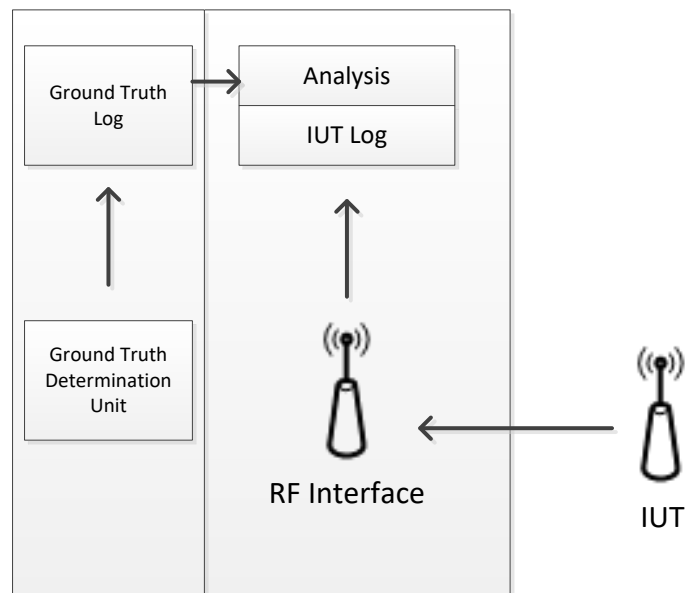 Ground Truth
Log
Analysis
IUT Log
Ground Truth
Determination
Unit
RF Interface
IUT